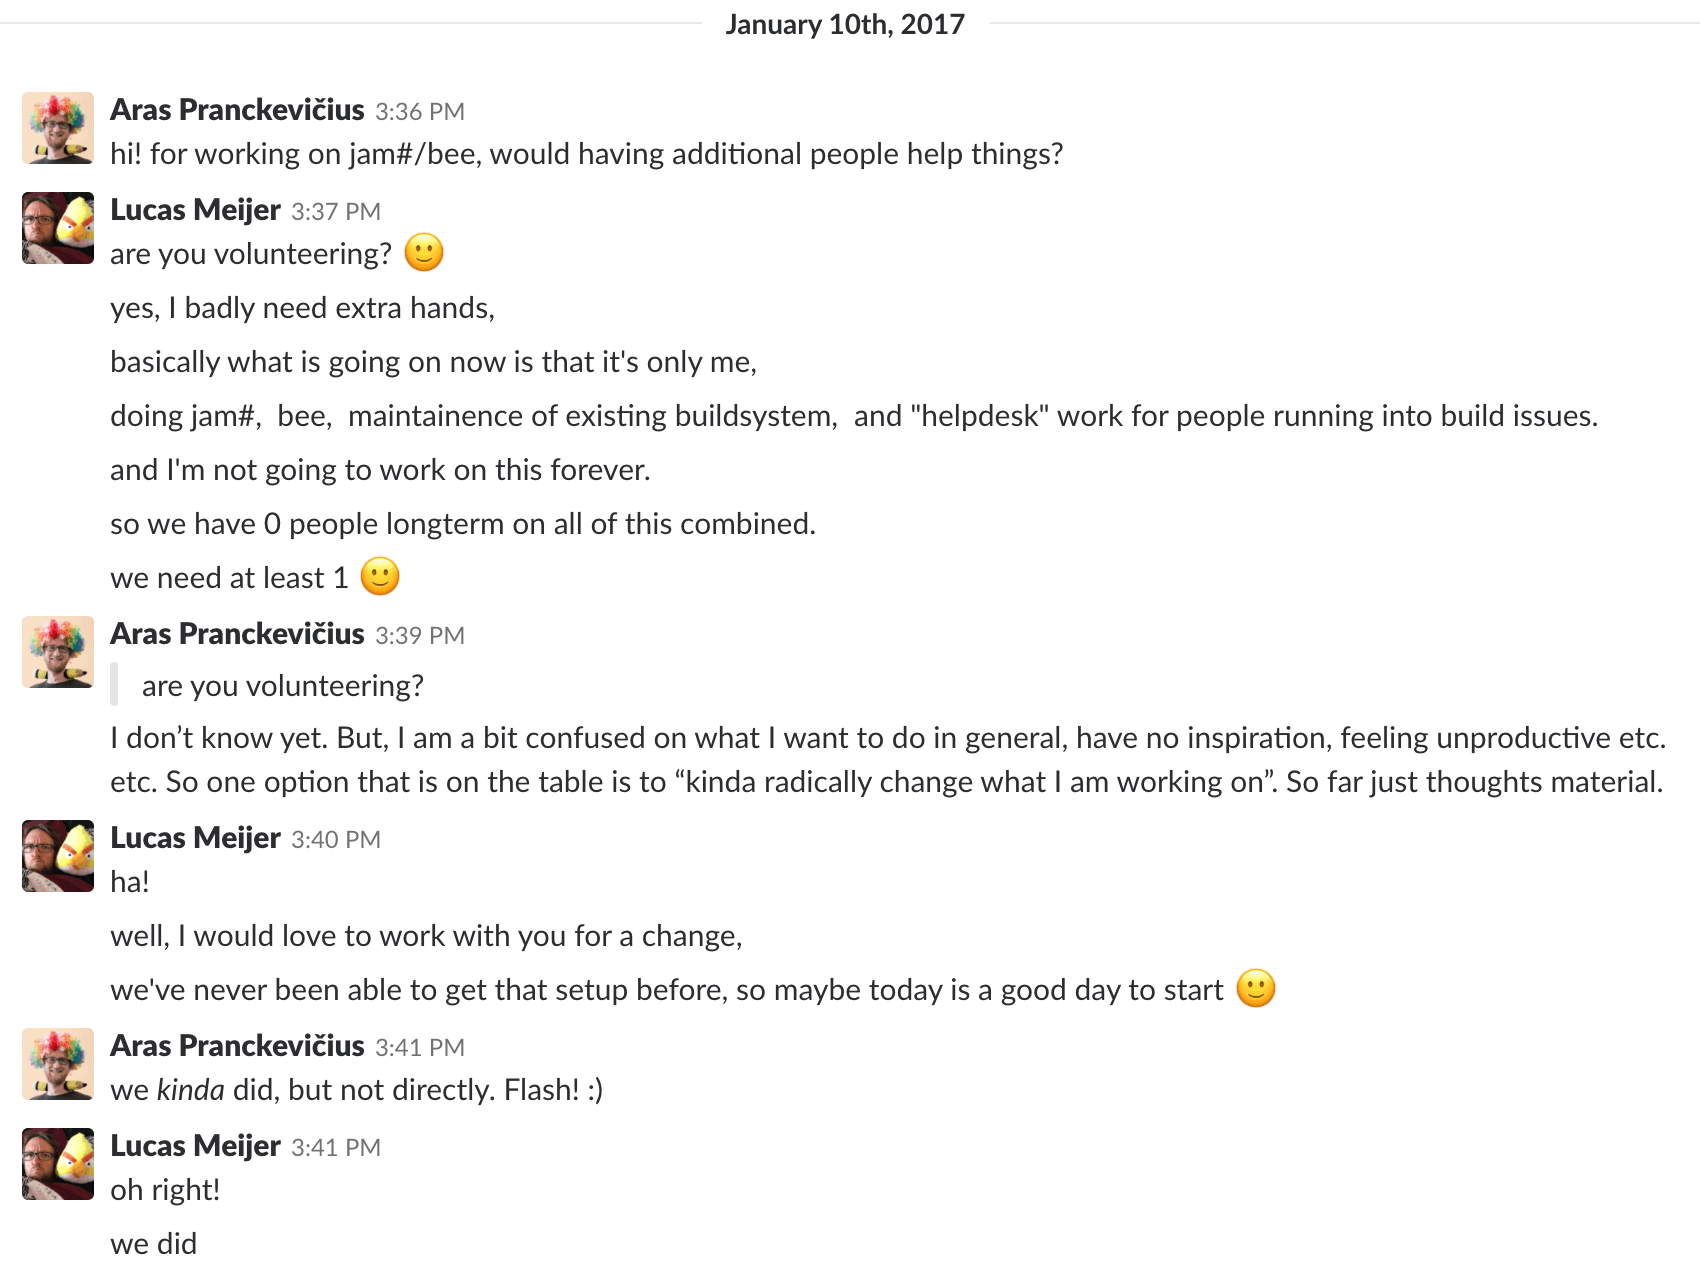 January 10th, 2017
Aras Pranckevičius 3:36 PM
hi! for working on jam#/bee, would having additional people help things?
Lucas Meijer 3:37 PM
are you volunteering? 🙂
yes, I badly need extra hands,
basically what is going on now is that it's only me,
doing jam#,  bee,  maintainence of existing buildsystem,  and "helpdesk" work for people running into build issues.
and I'm not going to work on this forever.
so we have 0 people longterm on all of this combined.
we need at least 1 🙂
Aras Pranckevičius 3:39 PM
are you volunteering?
I don’t know yet. But, I am a bit confused on what I want to do in general, have no inspiration, feeling unproductive etc.
etc. So one option that is on the table is to “kinda radically change what I am working on”. So far just thoughts material.
Lucas Meijer 3:40 PM
ha!
well, I would love to work with you for a change,
we've never been able to get that setup before, so maybe today is a good day to start 🙂
Aras Pranckevičius 3:41 PM
we kinda did, but not directly. Flash! :)
Lucas Meijer 3:41 PM
oh right!
we did